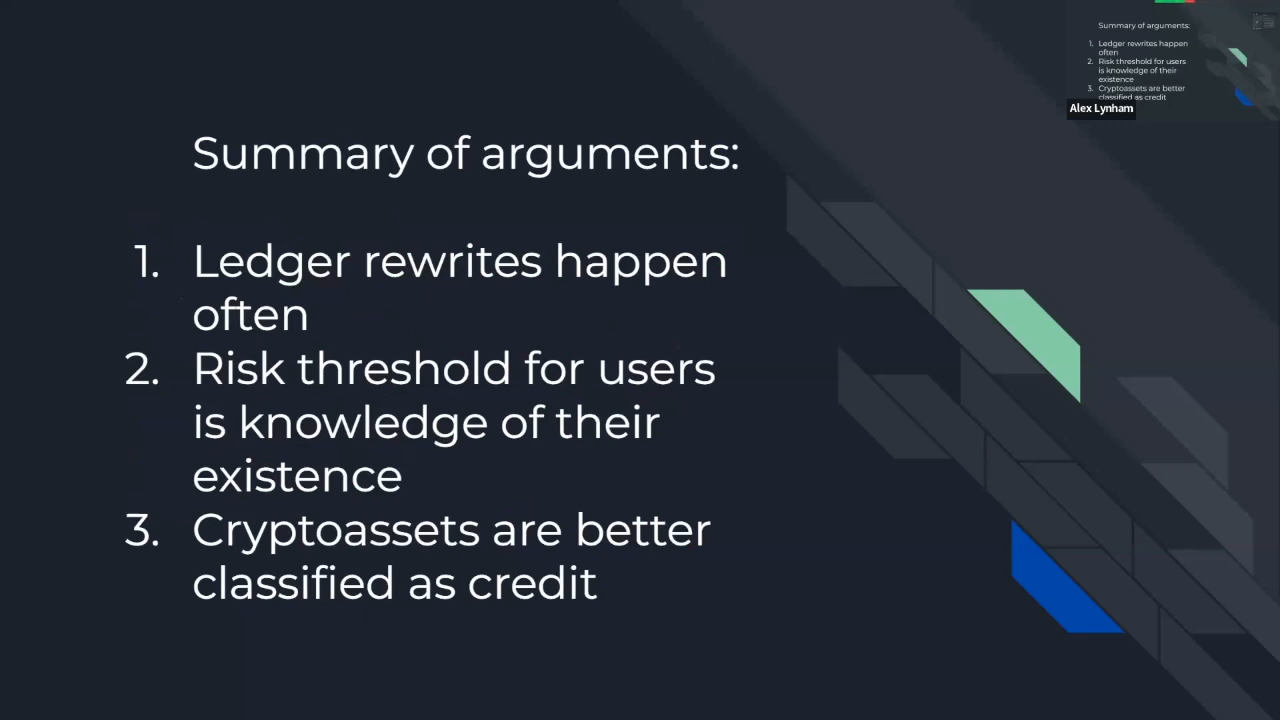 Summary of arguments:
1. Ledger rewrites happen
often
2. Risk threshold for users
is knowledge of their
existence
3. Cryptoassets are better
classified as credit
Summary of arguments:
1. Ledger rewrites happen
often
2. Risk threshold for users
is knowledge of their
existence
3. Cryptoassets are better
classified as credit
Alex Lynham